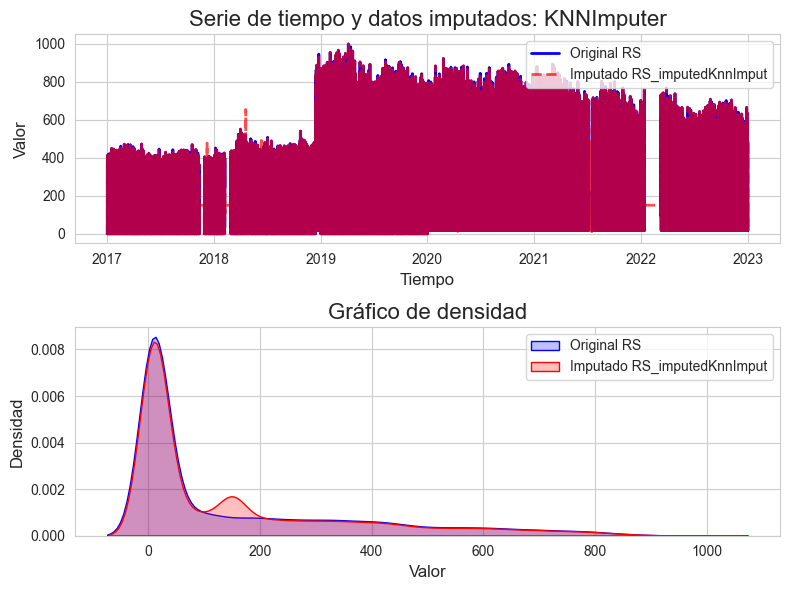 Serie de tiempo y datos imputados: KNNImputer
1000
800
600
400
200
0
Valor
Original RS
Imputado RS_imputedKnnImput
2017
2018
2019
2020
2021
2022
2023
Tiempo
Gráfico de densidad
0.008
0.006
0.004
0.002
0.000
Densidad
Original RS
Imputado RS_imputedKnnImput
0
200
400
600
800
1000
Valor